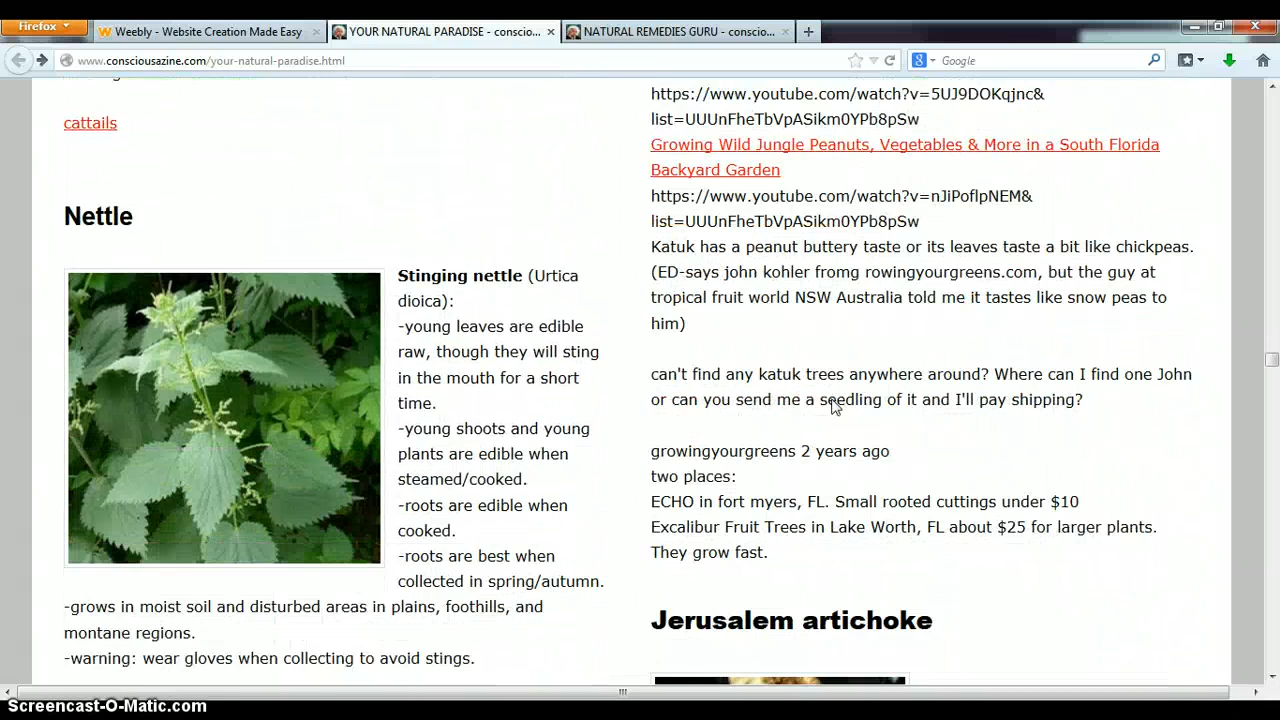 Firefox
Weebly - Website Creation Made Easy
YOUR NATURAL PARADISE - conscio...
NATURAL REMEDIES GURU - conscio...
www.consciousazine.com/your-natural-paradise.html
Google
cattails
Nettle
Stinging nettle (Urtica
dioica):
-young leaves are edible
raw, though they will sting
in the mouth for a short
time.
-young shoots and young
plants are edible when
steamed/cooked.
-roots are edible when
cooked.
-roots are best when
collected in spring/autumn.
-grows in moist soil and disturbed areas in plains, foothills, and
montane regions.
-warning: wear gloves when collecting to avoid stings.
https://www.youtube.com/watch?v=5UJ9DOKqjnc&
list=UUUnFheTbVpASikm0YPb8pSw
Growing Wild Jungle Peanuts, Vegetables & More in a South Florida
Backyard Garden
https://www.youtube.com/watch?v=nJiPoflpNEM&
list=UUUnFheTbVpASikm0YPb8pSw
Katuk has a peanut buttery taste or its leaves taste a bit like chickpeas.
(ED-says john kohler fromg rowingyourgreens.com, but the guy at
tropical fruit world NSW Australia told me it tastes like snow peas to
him)
can't find any katuk trees anywhere around? Where can I find one John
or can you send me a seedling of it and I'll pay shipping?
growingyourgreens 2 years ago
two places:
ECHO in fort myers, FL. Small rooted cuttings under $10
Excalibur Fruit Trees in Lake Worth, FL about $25 for larger plants.
They grow fast.
Jerusalem artichoke
Screencast-O-Matic.com